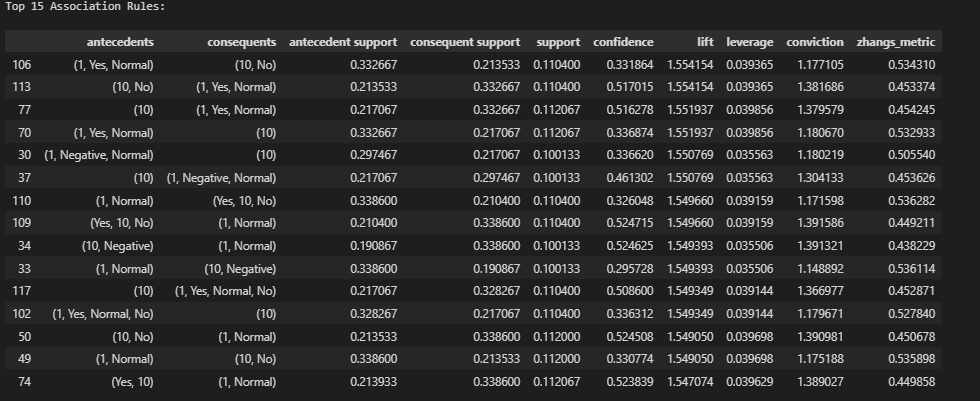 Top 15 Association Rules:
antecedents consequents antecedent support consequent support support confidence lift leverage conviction zhangs_metric
106 (1, Yes, Normal) (10, No) 0.332667 0.213533 0.110400 0.331864 1.554154 0.039365 1.177105 0.534310
113 (10, No) (1, Yes, Normal) 0.213533 0.332667 0.110400 0.517015 1.554154 0.039365 1.381686 0.453374
77 (10) (1, Yes, Normal) 0.217067 0.332667 0.112067 0.516278 1.551937 0.039856 1.379579 0.454245
70 (1, Yes, Normal) (10) 0.332667 0.217067 0.112067 0.336874 1.551937 0.039856 1.180670 0.532933
30 (1, Negative, Normal) (10) 0.297467 0.217067 0.100133 0.336620 1.550769 0.035563 1.180219 0.505540
37 (10) (1, Negative, Normal) 0.217067 0.297467 0.100133 0.461302 1.550769 0.035563 1.304133 0.453626
110 (1, Normal) (Yes, 10, No) 0.338600 0.210400 0.110400 0.326048 1.549660 0.039159 1.171598 0.536282
109 (Yes, 10, No) (1, Normal) 0.210400 0.338600 0.110400 0.524715 1.549660 0.039159 1.391586 0.449211
34 (10, Negative) (1, Normal) 0.190867 0.338600 0.100133 0.524625 1.549393 0.035506 1.391321 0.438229
33 (1, Normal) (10, Negative) 0.338600 0.190867 0.100133 0.295728 1.549393 0.035506 1.148892 0.536114
117 (10) (1, Yes, Normal, No) 0.217067 0.328267 0.110400 0.508600 1.549349 0.039144 1.366977 0.452871
102 (1, Yes, Normal, No) (10) 0.328267 0.217067 0.110400 0.336312 1.549349 0.039144 1.179671 0.527840
50 (10, No) (1, Normal) 0.213533 0.338600 0.112000 0.524508 1.549050 0.039698 1.390981 0.450678
49 (1, Normal) (10, No) 0.338600 0.213533 0.112000 0.330774 1.549050 0.039698 1.175188 0.535898
74 (Yes, 10) (1, Normal) 0.213933 0.338600 0.112067 0.523839 1.547074 0.039629 1.389027 0.449858